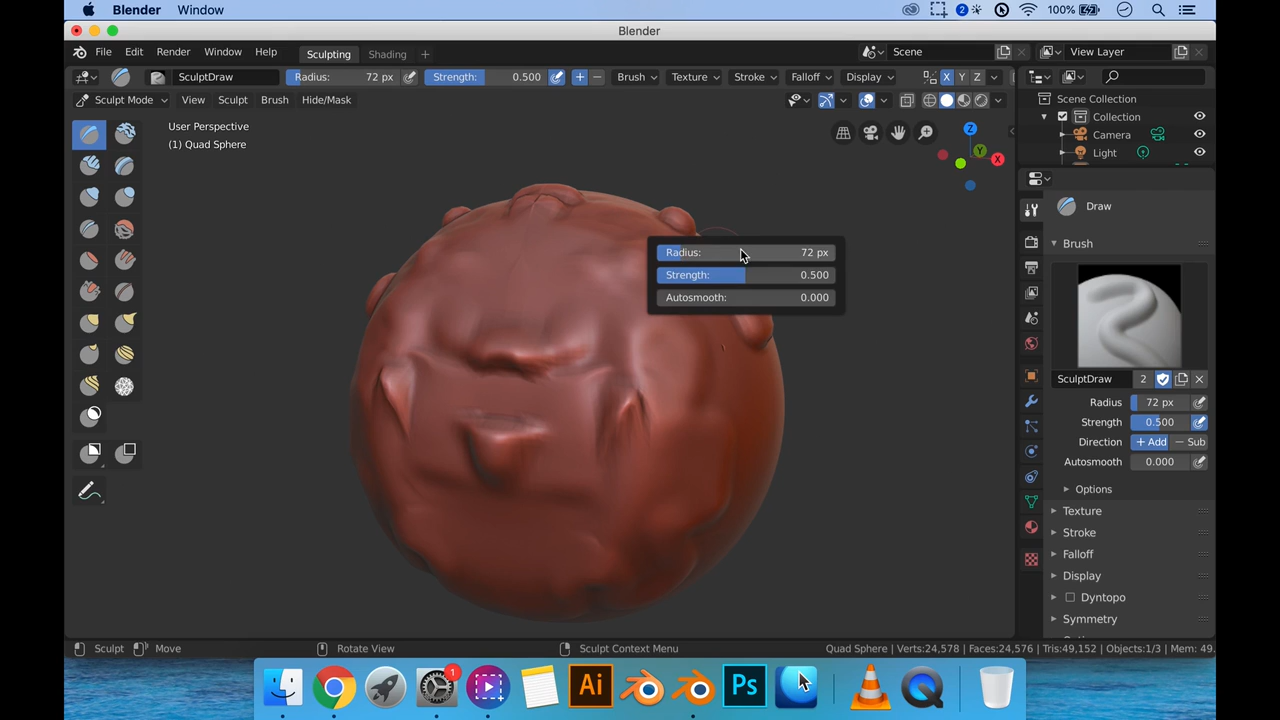 Blender Window 2 100%
Blender
File Edit Render Window Help Sculpting Shading + Scene View Layer
SculptDraw Radius: 72 px Strength: 0.500 + − Brush Texture Stroke Falloff Display X Y Z
Sculpt Mode View Sculpt Brush Hide/Mask
Scene Collection
Collection
Camera
Light
User Perspective
(1) Quad Sphere
Z
Y
X
Radius: 72 px
Strength: 0.500
Autosmooth: 0.000
Draw
Brush
SculptDraw 2
Radius 72 px
Strength 0.500
Direction + Add − Sub
Autosmooth 0.000
Options
Texture
Stroke
Falloff
Display
Dyntopo
Symmetry
Sculpt Move Rotate View Sculpt Context Menu Quad Sphere | Verts:24,578 | Faces:24,576 | Tris:49,152 | Objects:1/3 | Mem: 49.
1
Ai
Ps